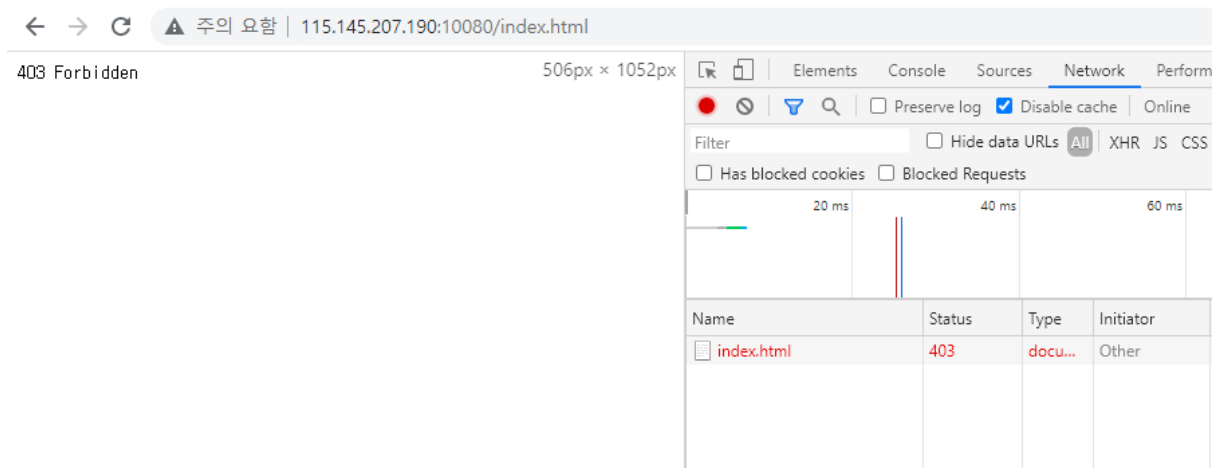 주의 요함 115.145.207.190:10080/index.html
403 Forbidden
506px × 1052px
Elements Console Sources Network Perform
Preserve log Disable cache Online
Filter Hide data URLs All XHR JS CSS
Has blocked cookies Blocked Requests
20 ms 40 ms 60 ms
Name Status Type Initiator
index.html 403 docu... Other